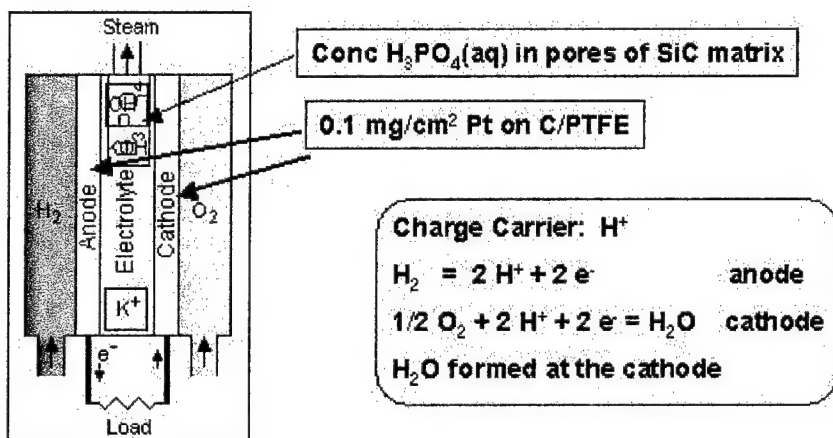 Steam
Conc H₃PO₄(aq) in pores of SiC matrix
0.1 mg/cm² Pt on C/PTFE
H₂
Anode
Electrolyte
Cathode
O₂
K⁺
e⁻
Load
Charge Carrier: H⁺
H₂ = 2 H⁺ + 2 e⁻ anode
1/2 O₂ + 2 H⁺ + 2 e⁻ = H₂O cathode
H₂O formed at the cathode